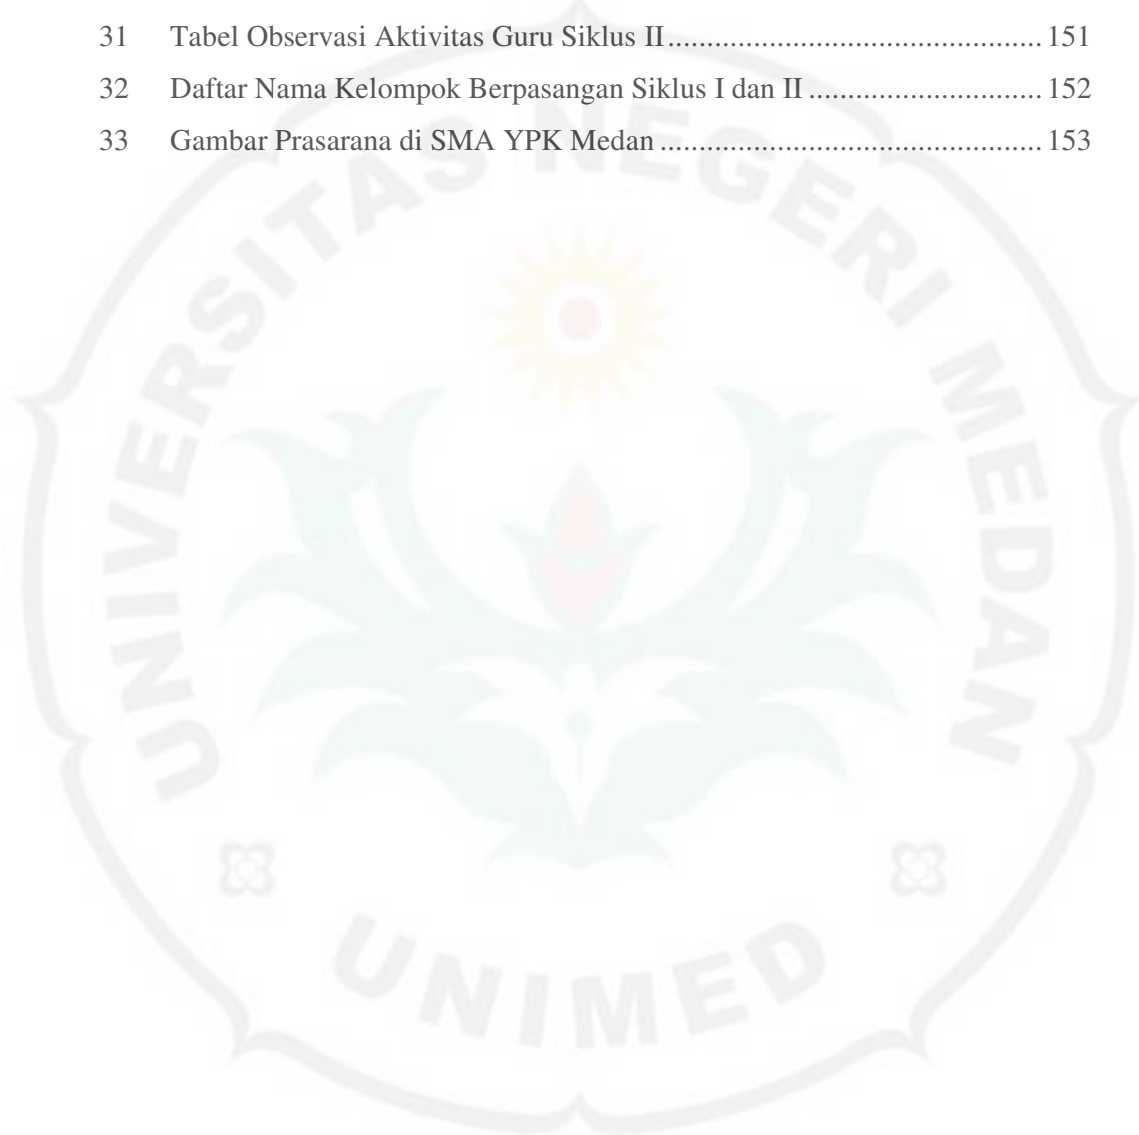 31 Tabel Observasi Aktivitas Guru Siklus II................................................ 151
32 Daftar Nama Kelompok Berpasangan Siklus I dan II.............................. 152
33 Gambar Prasarana di SMA YPK Medan................................................. 153
UNIVERSITAS NEGERI MEDAN
UNIMED